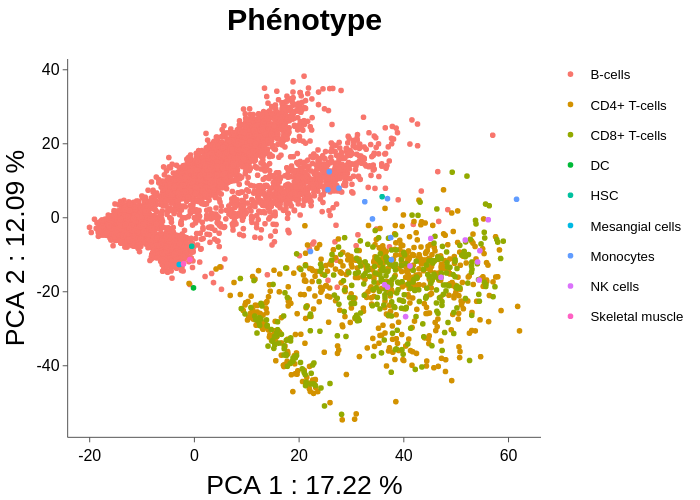 Phénotype
PCA 2 : 12.09 %
40
20
0
-20
-40
-20
0
20
40
60
PCA 1 : 17.22 %
B-cells
CD4+ T-cells
CD8+ T-cells
DC
HSC
Mesangial cells
Monocytes
NK cells
Skeletal muscle